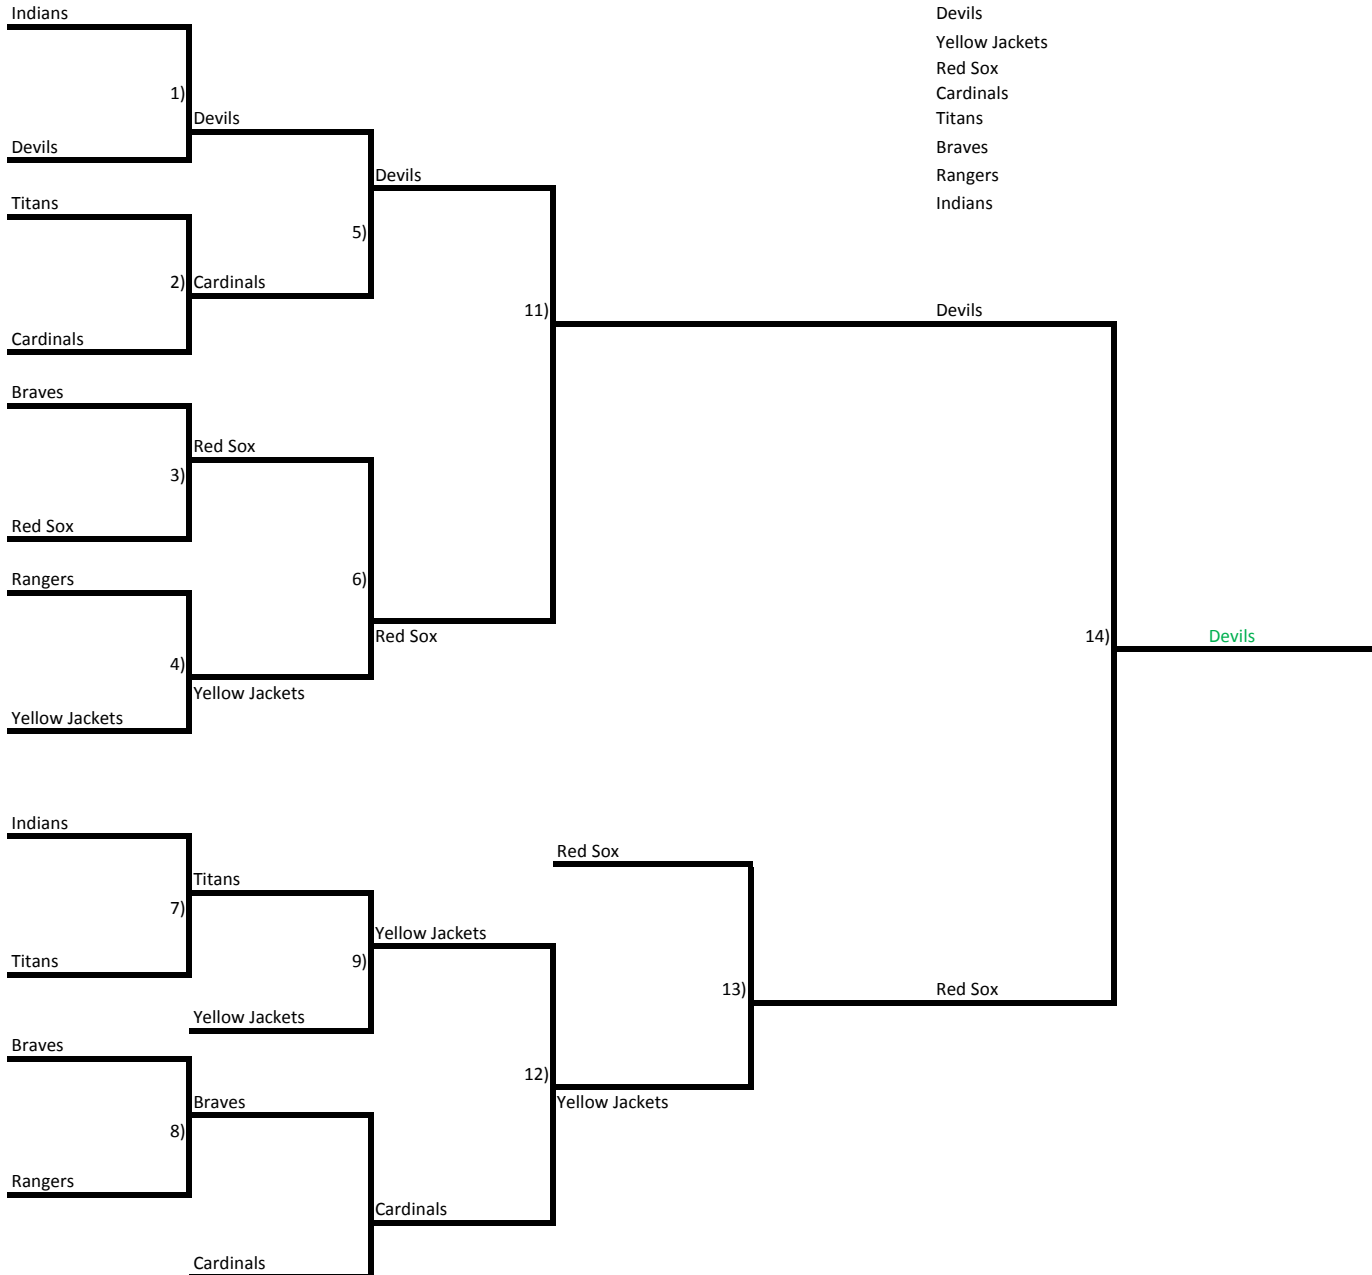 Indians
Devils
Yellow Jackets
Red Sox
1)
Cardinals
Devils
Titans
Devils
Braves
Devils
Rangers
Titans
Indians
5)
2)
Cardinals
11)
Devils
Cardinals
Braves
Red Sox
3)
Red Sox
Rangers
6)
Red Sox
14)
Devils
4)
Yellow Jackets
Yellow Jackets
Indians
Red Sox
Titans
7)
Yellow Jackets
Titans
9)
13)
Red Sox
Yellow Jackets
Braves
12)
Braves
Yellow Jackets
8)
Rangers
Cardinals
Cardinals